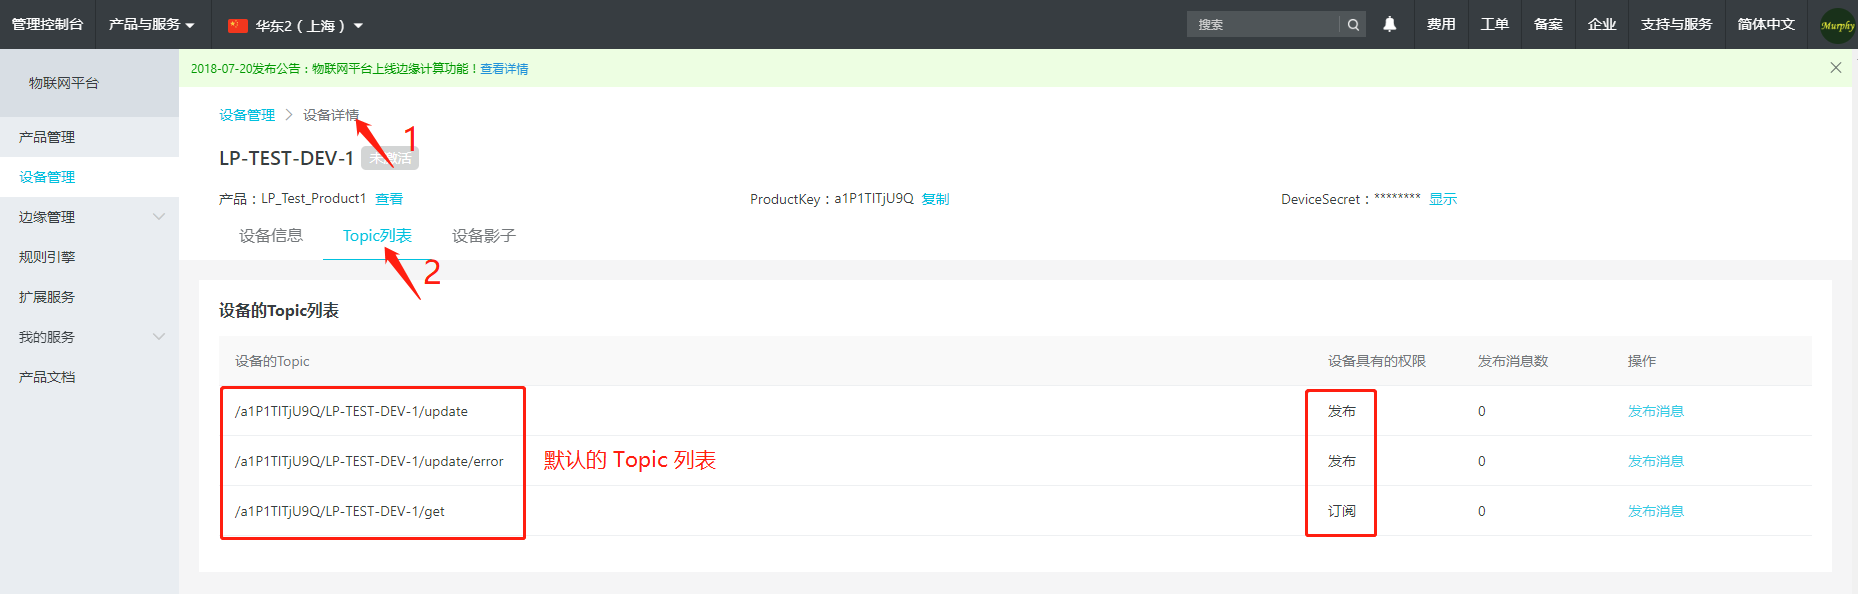 管理控制台 产品与服务 华东2（上海） 搜索 费用 工单 备案 企业 支持与服务 简体中文 Murphy
物联网平台
产品管理
设备管理
边缘管理
规则引擎
扩展服务
我的服务
产品文档
2018-07-20发布公告：物联网平台上线边缘计算功能！查看详情
设备管理 > 设备详情
1
LP-TEST-DEV-1 未激活
产品：LP_Test_Product1 查看 ProductKey：a1P1TITjU9Q 复制 DeviceSecret：******** 显示
设备信息 Topic列表 设备影子
2
设备的Topic列表
设备的Topic 设备具有的权限 发布消息数 操作
/a1P1TITjU9Q/LP-TEST-DEV-1/update 发布 0 发布消息
/a1P1TITjU9Q/LP-TEST-DEV-1/update/error 默认的 Topic 列表 发布 0 发布消息
/a1P1TITjU9Q/LP-TEST-DEV-1/get 订阅 0 发布消息